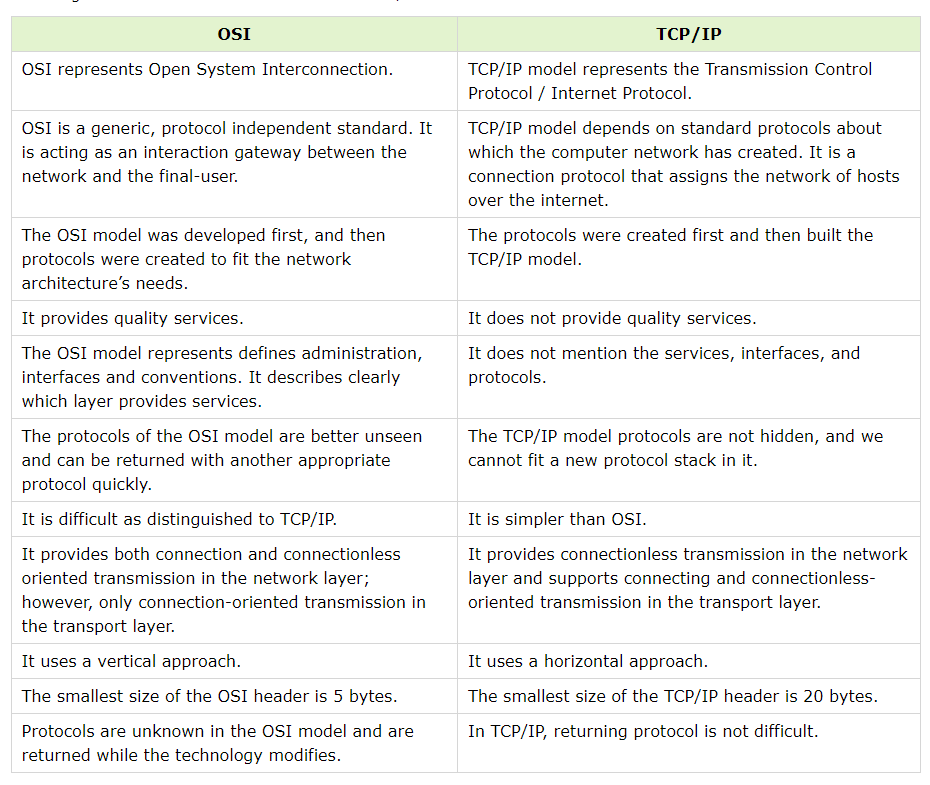 OSI
TCP/IP
OSI represents Open System Interconnection.
TCP/IP model represents the Transmission Control
Protocol / Internet Protocol.
OSI is a generic, protocol independent standard. It
is acting as an interaction gateway between the
network and the final-user.
TCP/IP model depends on standard protocols about
which the computer network has created. It is a
connection protocol that assigns the network of hosts
over the internet.
The OSI model was developed first, and then
protocols were created to fit the network
architecture’s needs.
The protocols were created first and then built the
TCP/IP model.
It provides quality services.
It does not provide quality services.
The OSI model represents defines administration,
interfaces and conventions. It describes clearly
which layer provides services.
It does not mention the services, interfaces, and
protocols.
The protocols of the OSI model are better unseen
and can be returned with another appropriate
protocol quickly.
The TCP/IP model protocols are not hidden, and we
cannot fit a new protocol stack in it.
It is difficult as distinguished to TCP/IP.
It is simpler than OSI.
It provides both connection and connectionless
oriented transmission in the network layer;
however, only connection-oriented transmission in
the transport layer.
It provides connectionless transmission in the network
layer and supports connecting and connectionless-
oriented transmission in the transport layer.
It uses a vertical approach.
It uses a horizontal approach.
The smallest size of the OSI header is 5 bytes.
The smallest size of the TCP/IP header is 20 bytes.
Protocols are unknown in the OSI model and are
returned while the technology modifies.
In TCP/IP, returning protocol is not difficult.